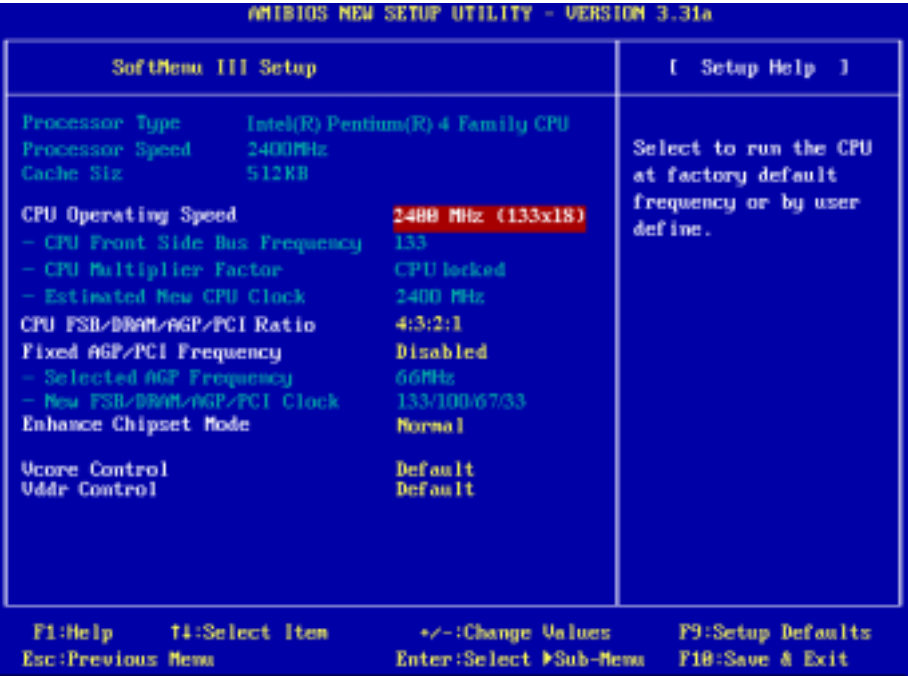 AMIBIOS NEW SETUP UTILITY - VERSION 3.31a
SoftMenu III Setup
[ Setup Help ]
Processor Type Intel(R) Pentium(R) 4 Family CPU
Processor Speed 2400MHz
Cache Siz 512KB
CPU Operating Speed 2400 MHz (133x18)
- CPU Front Side Bus Frequency 133
- CPU Multiplier Factor CPU locked
- Estimated New CPU Clock 2400 MHz
CPU FSB/DRAM/AGP/PCI Ratio 4:3:2:1
Fixed AGP/PCI Frequency Disabled
- Selected AGP Frequency 66MHz
- New FSB/DRAM/AGP/PCI Clock 133/100/67/33
Enhance Chipset Mode Normal
Vcore Control Default
Vddr Control Default
Select to run the CPU
at factory default
frequency or by user
define.
F1:Help ↑↓:Select Item +/-:Change Values F9:Setup Defaults
Esc:Previous Menu Enter:Select ▶Sub-Menu F10:Save & Exit